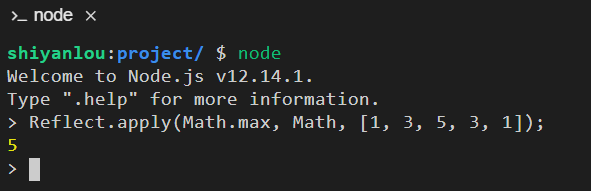 >_ node
shiyanlou:project/ $ node
Welcome to Node.js v12.14.1.
Type ".help" for more information.
> Reflect.apply(Math.max, Math, [1, 3, 5, 3, 1]);
5
>